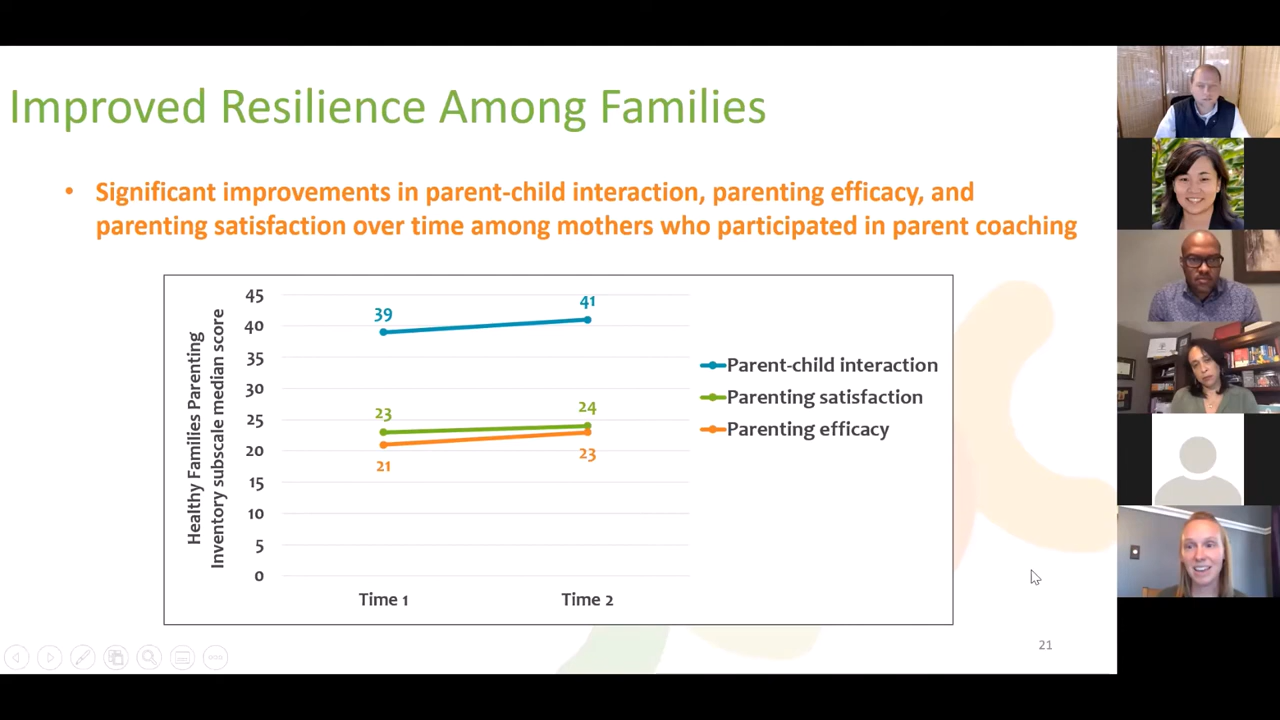 Improved Resilience Among Families
• Significant improvements in parent-child interaction, parenting efficacy, and
parenting satisfaction over time among mothers who participated in parent coaching
Healthy Families Parenting
Inventory subscale median score
45
40
35
30
25
20
15
10
5
0
39
41
23
24
21
23
Time 1
Time 2
Parent-child interaction
Parenting satisfaction
Parenting efficacy
21